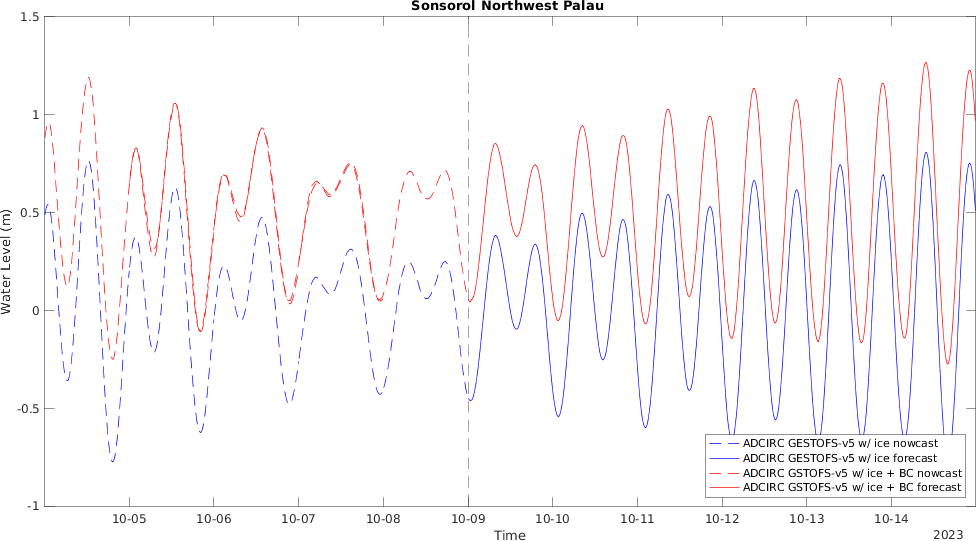 Sonsorol Northwest Palau
1.5
1
0.5
0
-0.5
-1
Water Level (m)
10-05
10-06
10-07
10-08
10-09
10-10
10-11
10-12
10-13
10-14
Time
2023
ADCIRC GESTOFS-v5 w/ ice nowcast
ADCIRC GESTOFS-v5 w/ ice forecast
ADCIRC GSTOFS-v5 w/ ice + BC nowcast
ADCIRC GSTOFS-v5 w/ ice + BC forecast